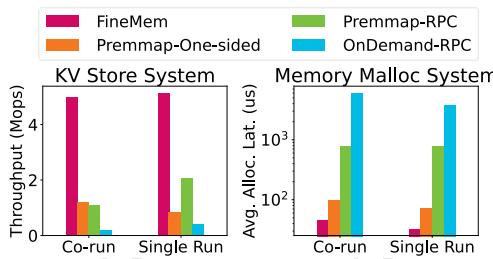 FineMem
Premmap-One-sided
Premmap-RPC
OnDemand-RPC
KV Store System
Throughput (Mops)
4
2
0
Co-run
Single Run
Memory Malloc System
Avg. Alloc. Lat. (us)
10³
10²
Co-run
Single Run